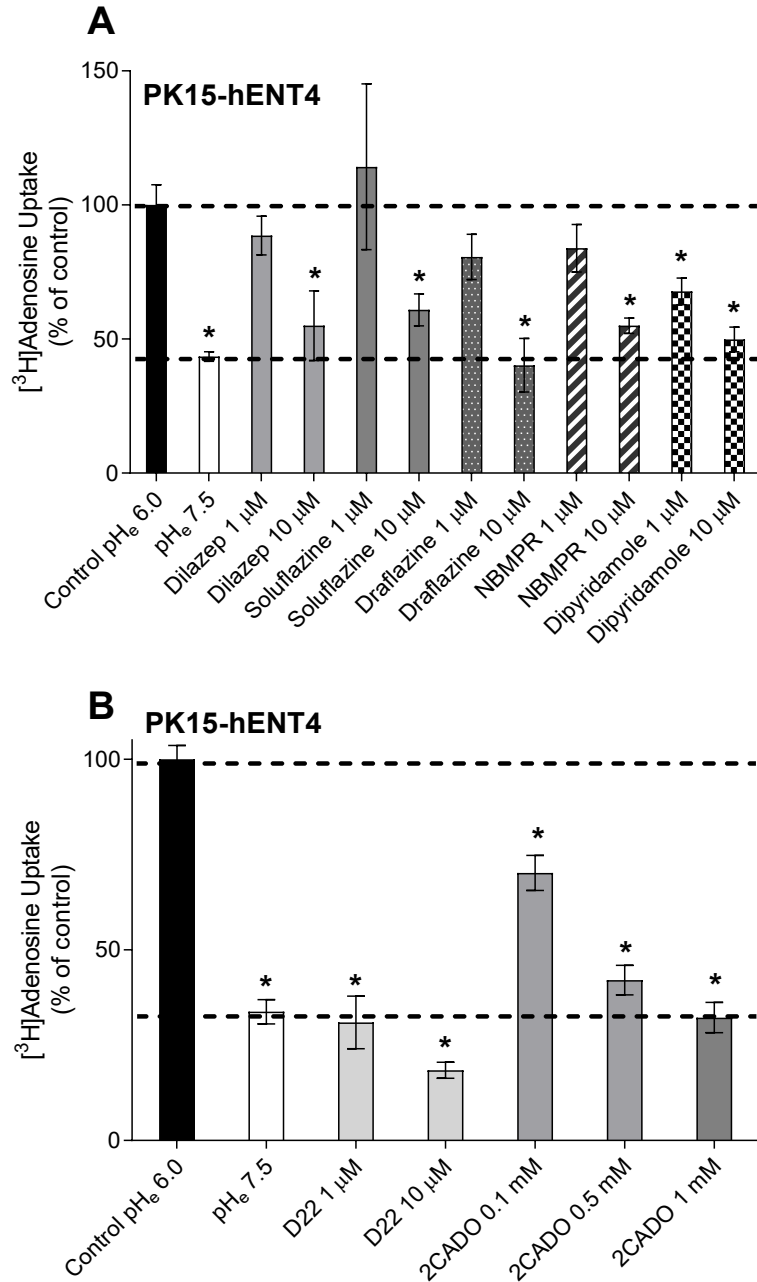 A
PK15-hENT4
[³H]Adenosine Uptake
(% of control)
150
100
50
0
*
*
*
*
*
*
*
Control pHₑ 6.0
pHₑ 7.5
Dilazep 1 μM
Dilazep 10 μM
Soluflazine 1 μM
Soluflazine 10 μM
Draflazine 1 μM
Draflazine 10 μM
NBMPR 1 μM
NBMPR 10 μM
Dipyridamole 1 μM
Dipyridamole 10 μM
B
PK15-hENT4
[³H]Adenosine Uptake
(% of control)
100
50
0
*
*
*
*
*
*
Control pHₑ 6.0
pHₑ 7.5
D22 1 μM
D22 10 μM
2CADO 0.1 mM
2CADO 0.5 mM
2CADO 1 mM